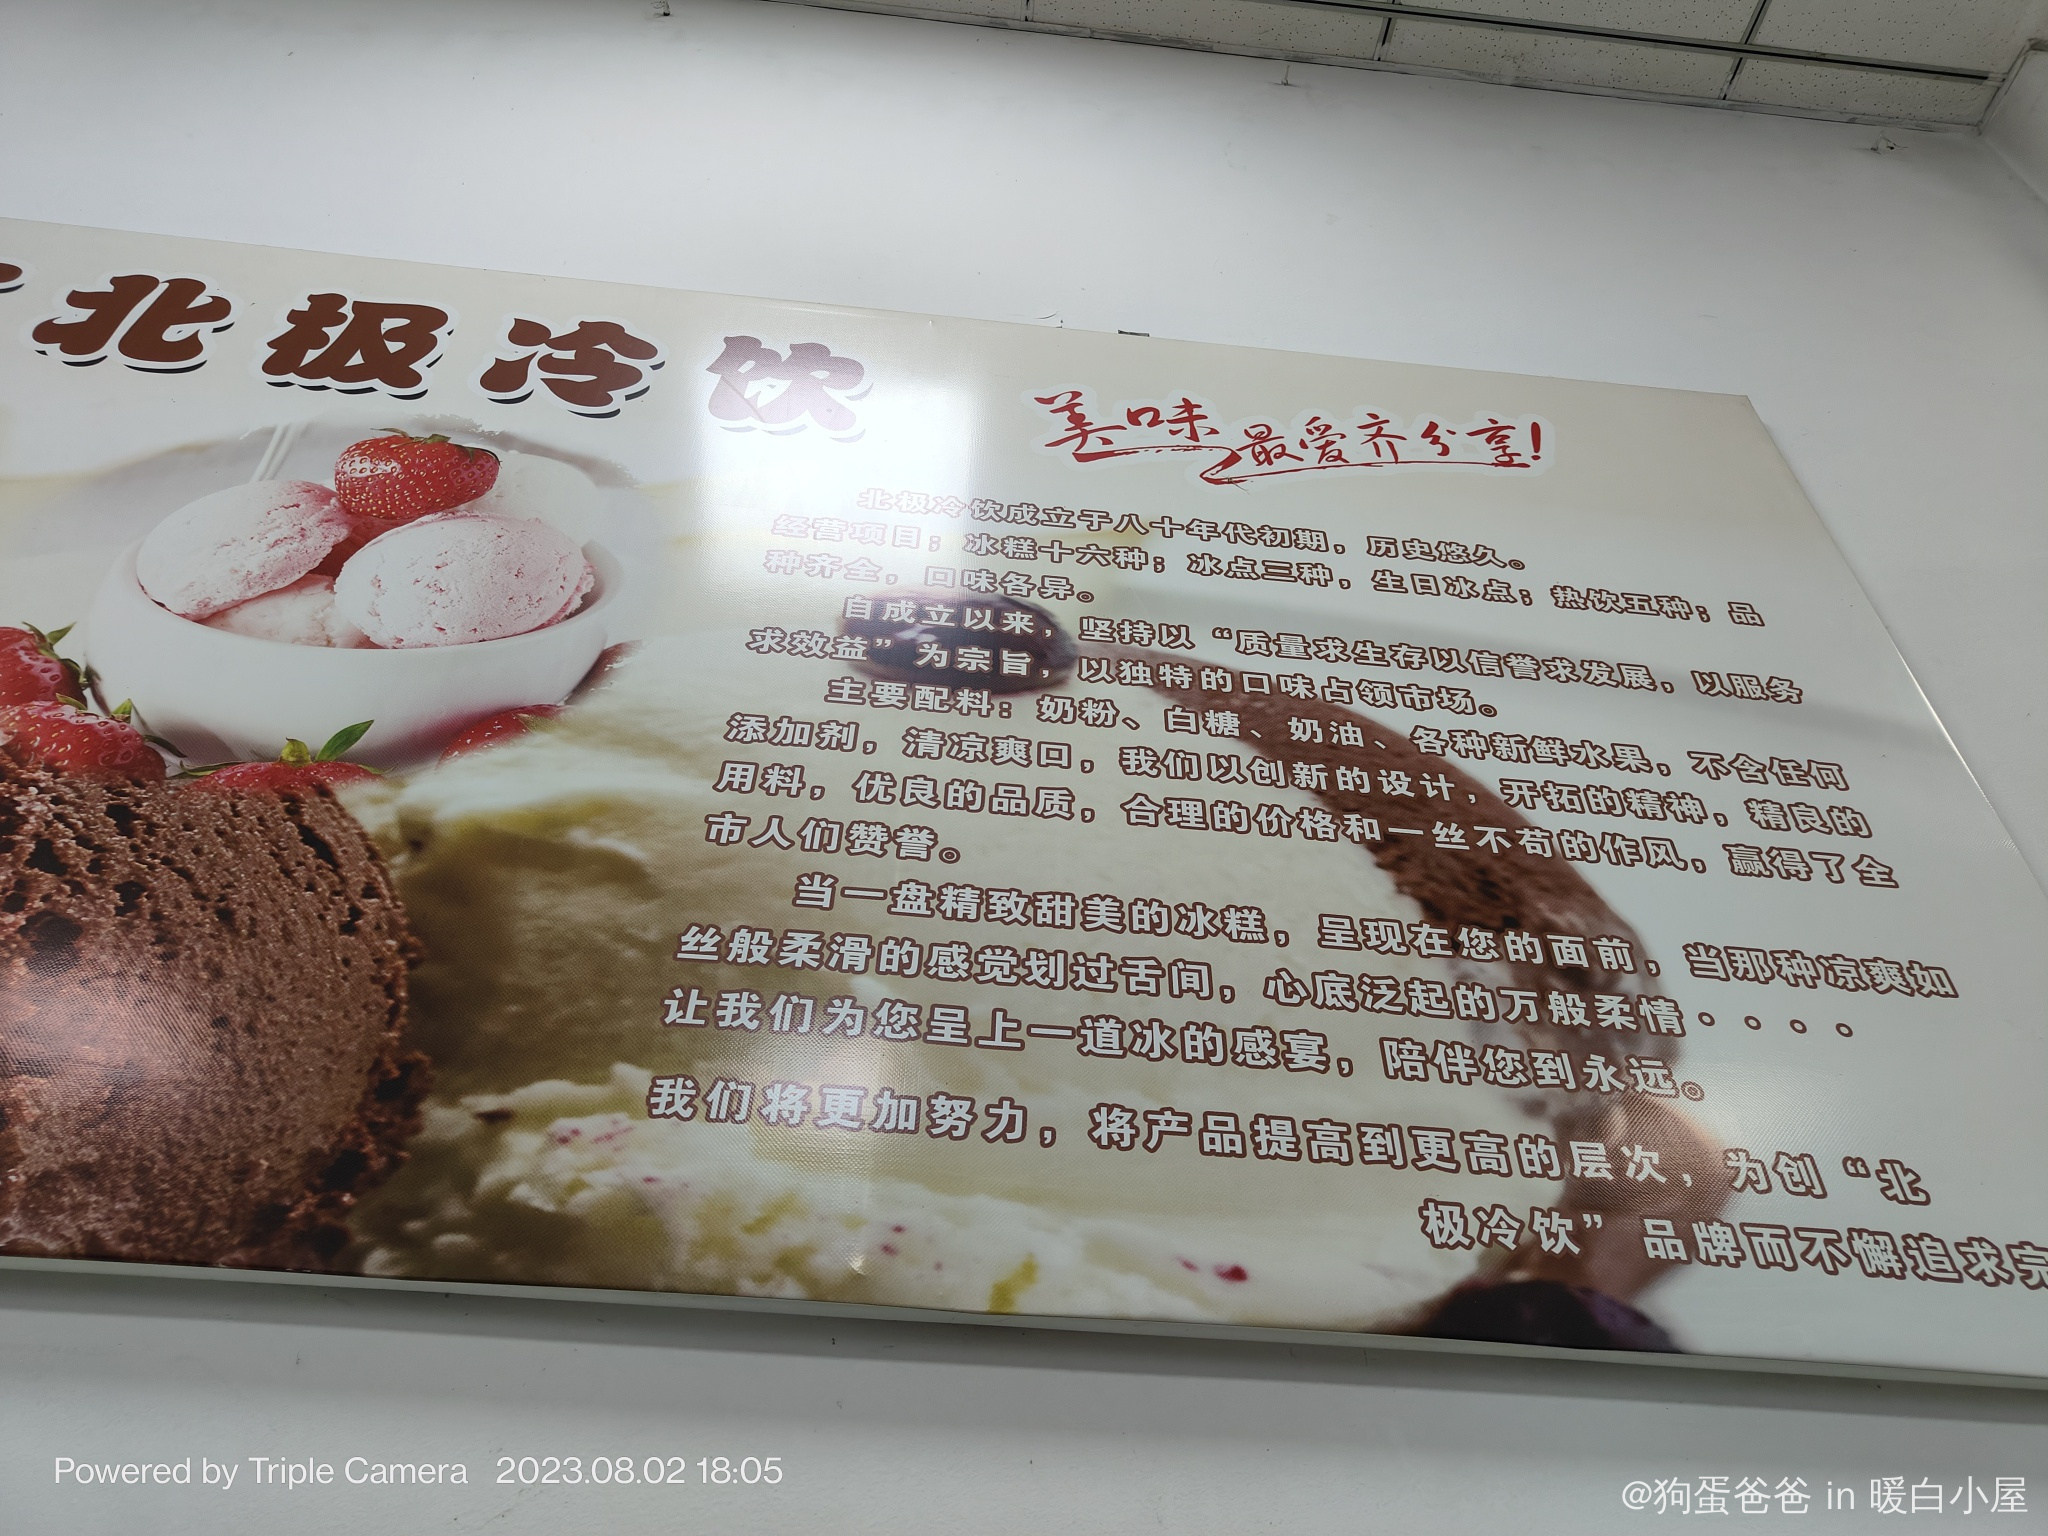 北极冷饮
美味最爱齐分享!
北极冷饮成立于八十年代初期，历史悠久。
经营项目；冰糕十六种；冰点三种，生日冰点；热饮五种；品
种齐全，口味各异。
自成立以来，坚持以“质量求生存以信誉求发展，以服务
求效益”为宗旨，以独特的口味占领市场。
主要配料：奶粉、白糖、奶油、各种新鲜水果，不含任何
添加剂，清凉爽口，我们以创新的设计，开拓的精神，精良的
用料，优良的品质，合理的价格和一丝不苟的作风，赢得了全
市人们赞誉。
当一盘精致甜美的冰糕，呈现在您的面前，当那种凉爽如
丝般柔滑的感觉划过舌间，心底泛起的万般柔情····
让我们为您呈上一道冰的感宴，陪伴您到永远。
我们将更加努力，将产品提高到更高的层次，为创“北
极冷饮”品牌而不懈追求完
Powered by Triple Camera 2023.08.02 18:05
@狗蛋爸爸 in 暖白小屋